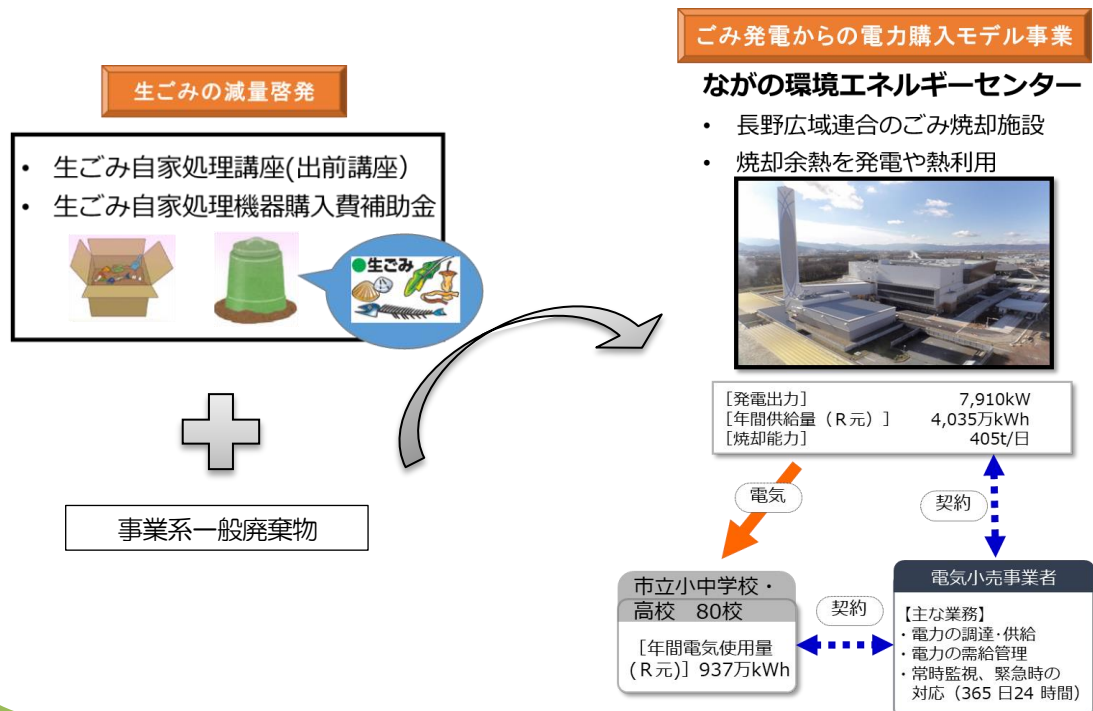 生ごみの減量啓発
• 生ごみ自家処理講座(出前講座）
• 生ごみ自家処理機器購入費補助金
●生ごみ
事業系一般廃棄物
ごみ発電からの電力購入モデル事業
ながの環境エネルギーセンター
• 長野広域連合のごみ焼却施設
• 焼却余熱を発電や熱利用
［発電出力］ 7,910kW
［年間供給量（Ｒ元）］ 4,035万kWh
［焼却能力］ 405t/日
電気
契約
市立小中学校・
高校　80校
［年間電気使用量
(Ｒ元)］937万kWh
契約
電気小売事業者
【主な業務】
・電力の調達･供給
・電力の需給管理
・常時監視、緊急時の
対応（365 日24 時間）